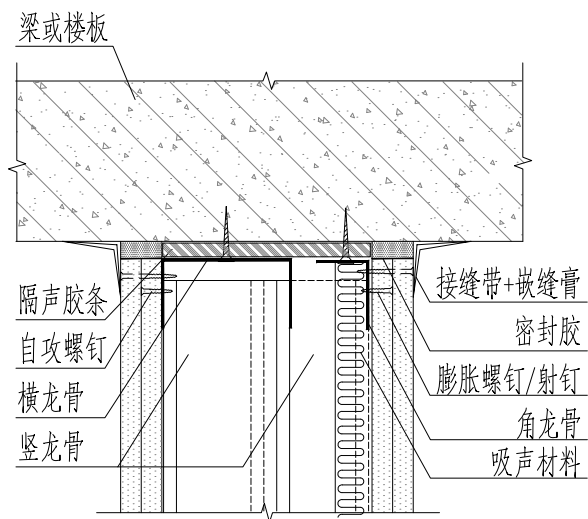 梁或楼板
隔声胶条
自攻螺钉
横龙骨
竖龙骨
接缝带+嵌缝膏
密封胶
膨胀螺钉/射钉
角龙骨
吸声材料